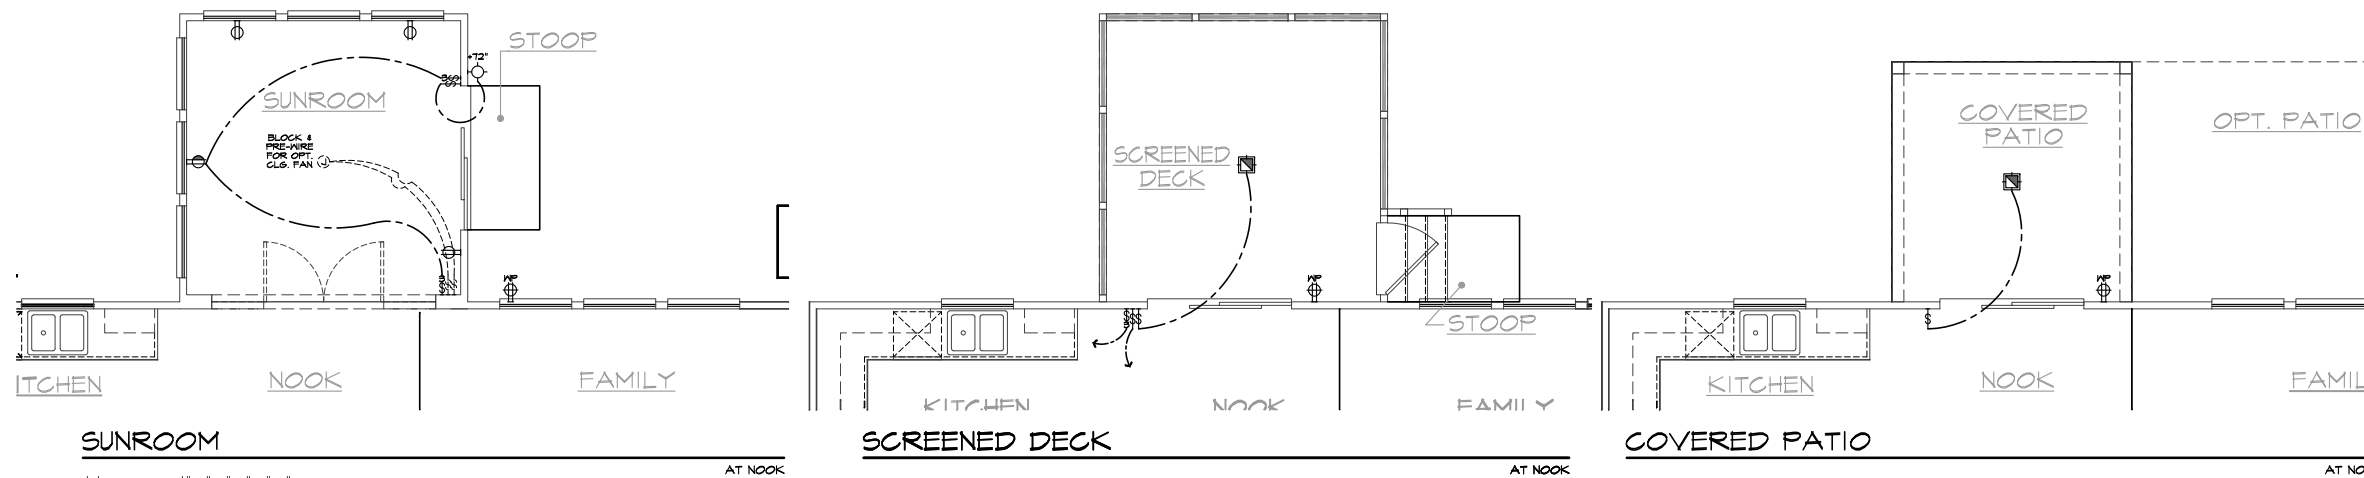 STOOP
+72"
SUNROOM
BLOCK &
PRE-WIRE
FOR OPT.
CLG. FAN
J
WP
ITCHEN
NOOK
FAMILY
SUNROOM
AT NOOK
SCREENED
DECK
WP
STOOP
KITCHEN
NOOK
FAMILY
SCREENED DECK
AT NOOK
COVERED
PATIO
OPT. PATIO
WP
$
KITCHEN
NOOK
FAMIL
COVERED PATIO
AT NO